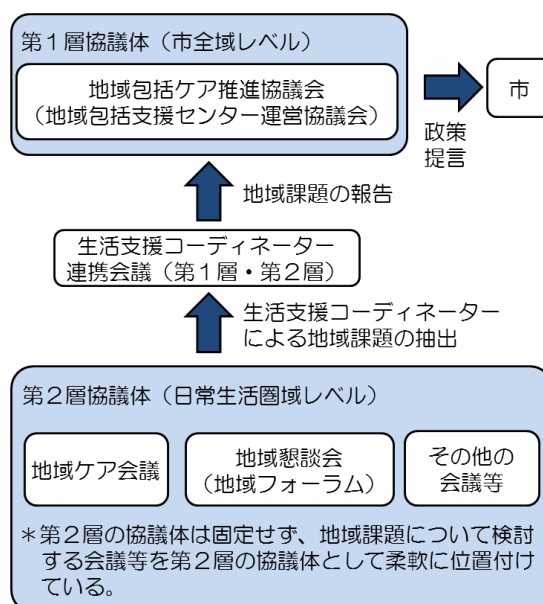 第1層協議体(市全域レベル)
地域包括ケア推進協議会
(地域包括支援センター運営協議会)
市
政策
提言
地域課題の報告
生活支援コーディネーター
連携会議(第1層・第2層)
生活支援コーディネーター
による地域課題の抽出
第2層協議体(日常生活圏域レベル)
地域ケア会議
地域懇談会
(地域フォーラム)
その他の
会議等
*第2層の協議体は固定せず、地域課題について検討
する会議等を第2層の協議体として柔軟に位置付け
ている。